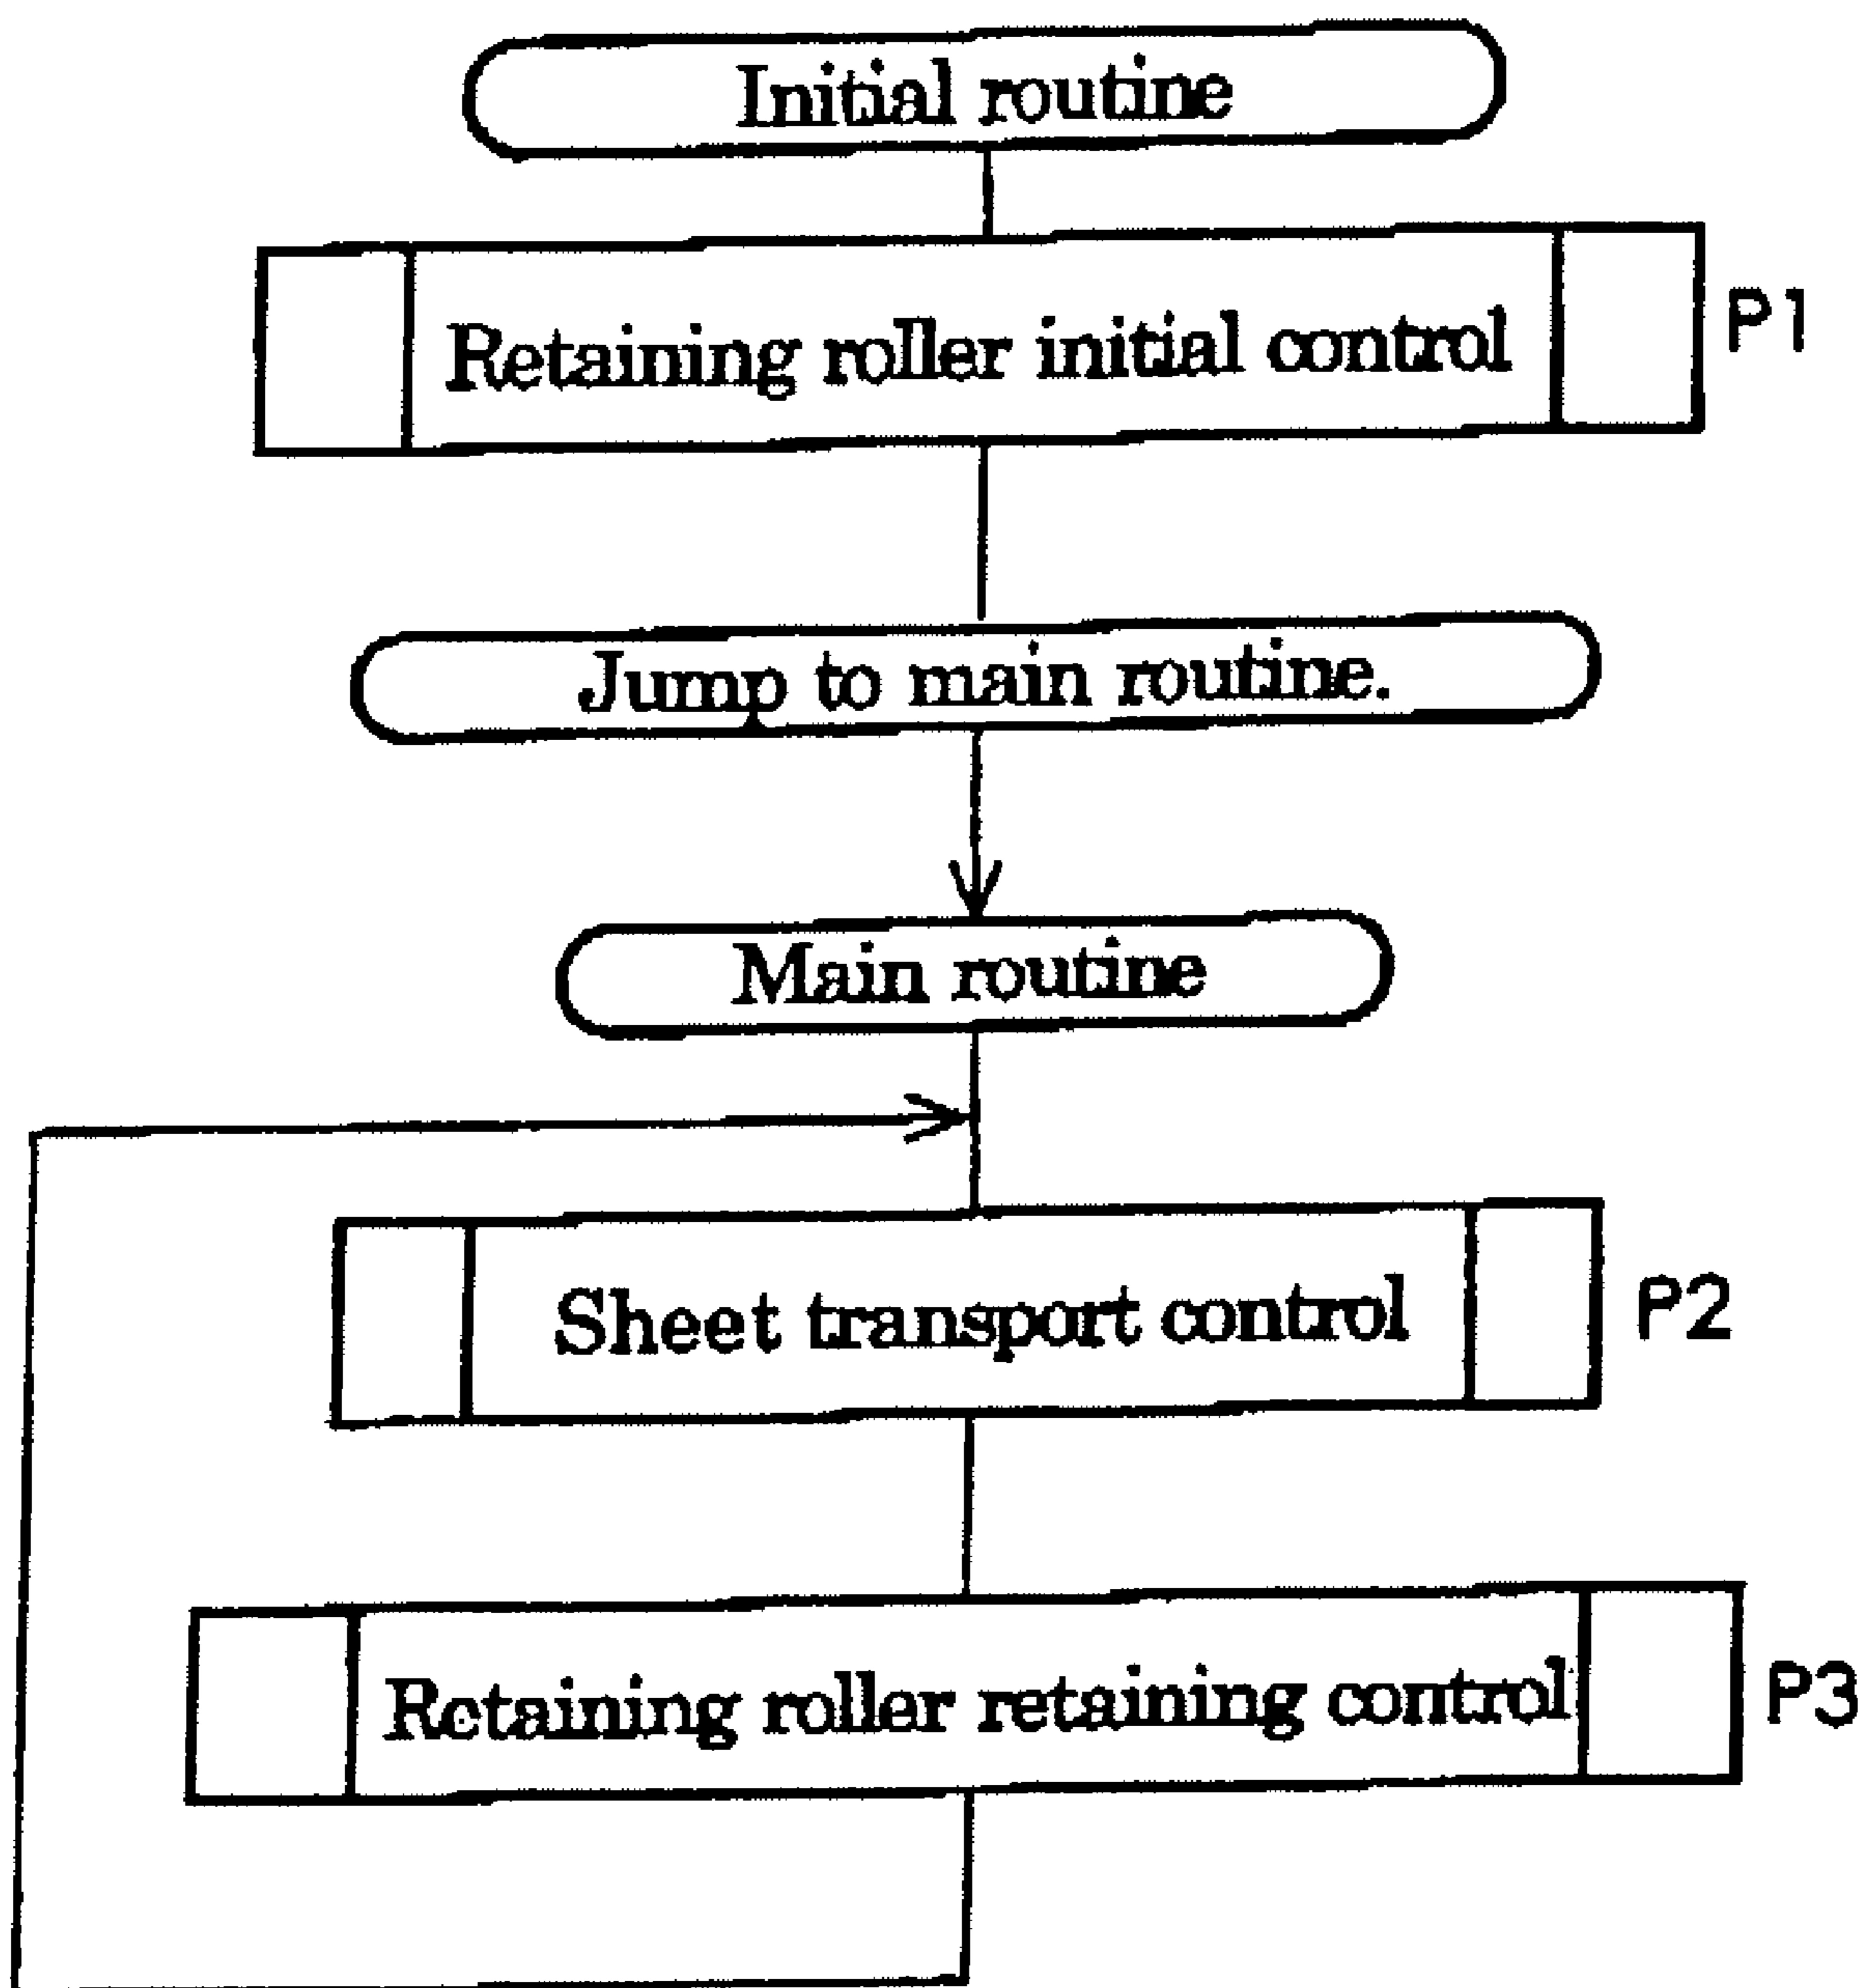 Initial routine
Retaining roller initial control
P1
Jump to main routine.
Main routine
Sheet transport control
P2
Retaining roller retaining control
P3